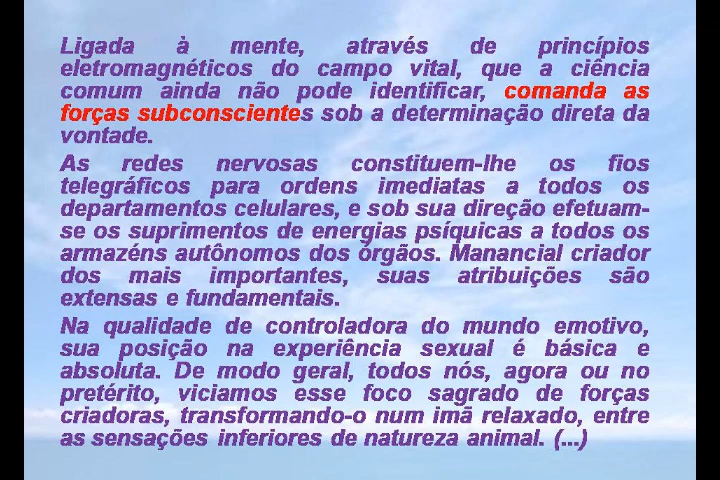 Ligada à mente, através de princípios
eletromagnéticos do campo vital, que a ciência
comum ainda não pode identificar, comanda as
forças subconscientes sob a determinação direta da
vontade.
As redes nervosas constituem-lhe os fios
telegráficos para ordens imediatas a todos os
departamentos celulares, e sob sua direção efetuam-
se os suprimentos de energias psíquicas a todos os
armazéns autônomos dos órgãos. Manancial criador
dos mais importantes, suas atribuições são
extensas e fundamentais.
Na qualidade de controladora do mundo emotivo,
sua posição na experiência sexual é básica e
absoluta. De modo geral, todos nós, agora ou no
pretérito, viciamos esse foco sagrado de forças
criadoras, transformando-o num imã relaxado, entre
as sensações inferiores de natureza animal. (...)